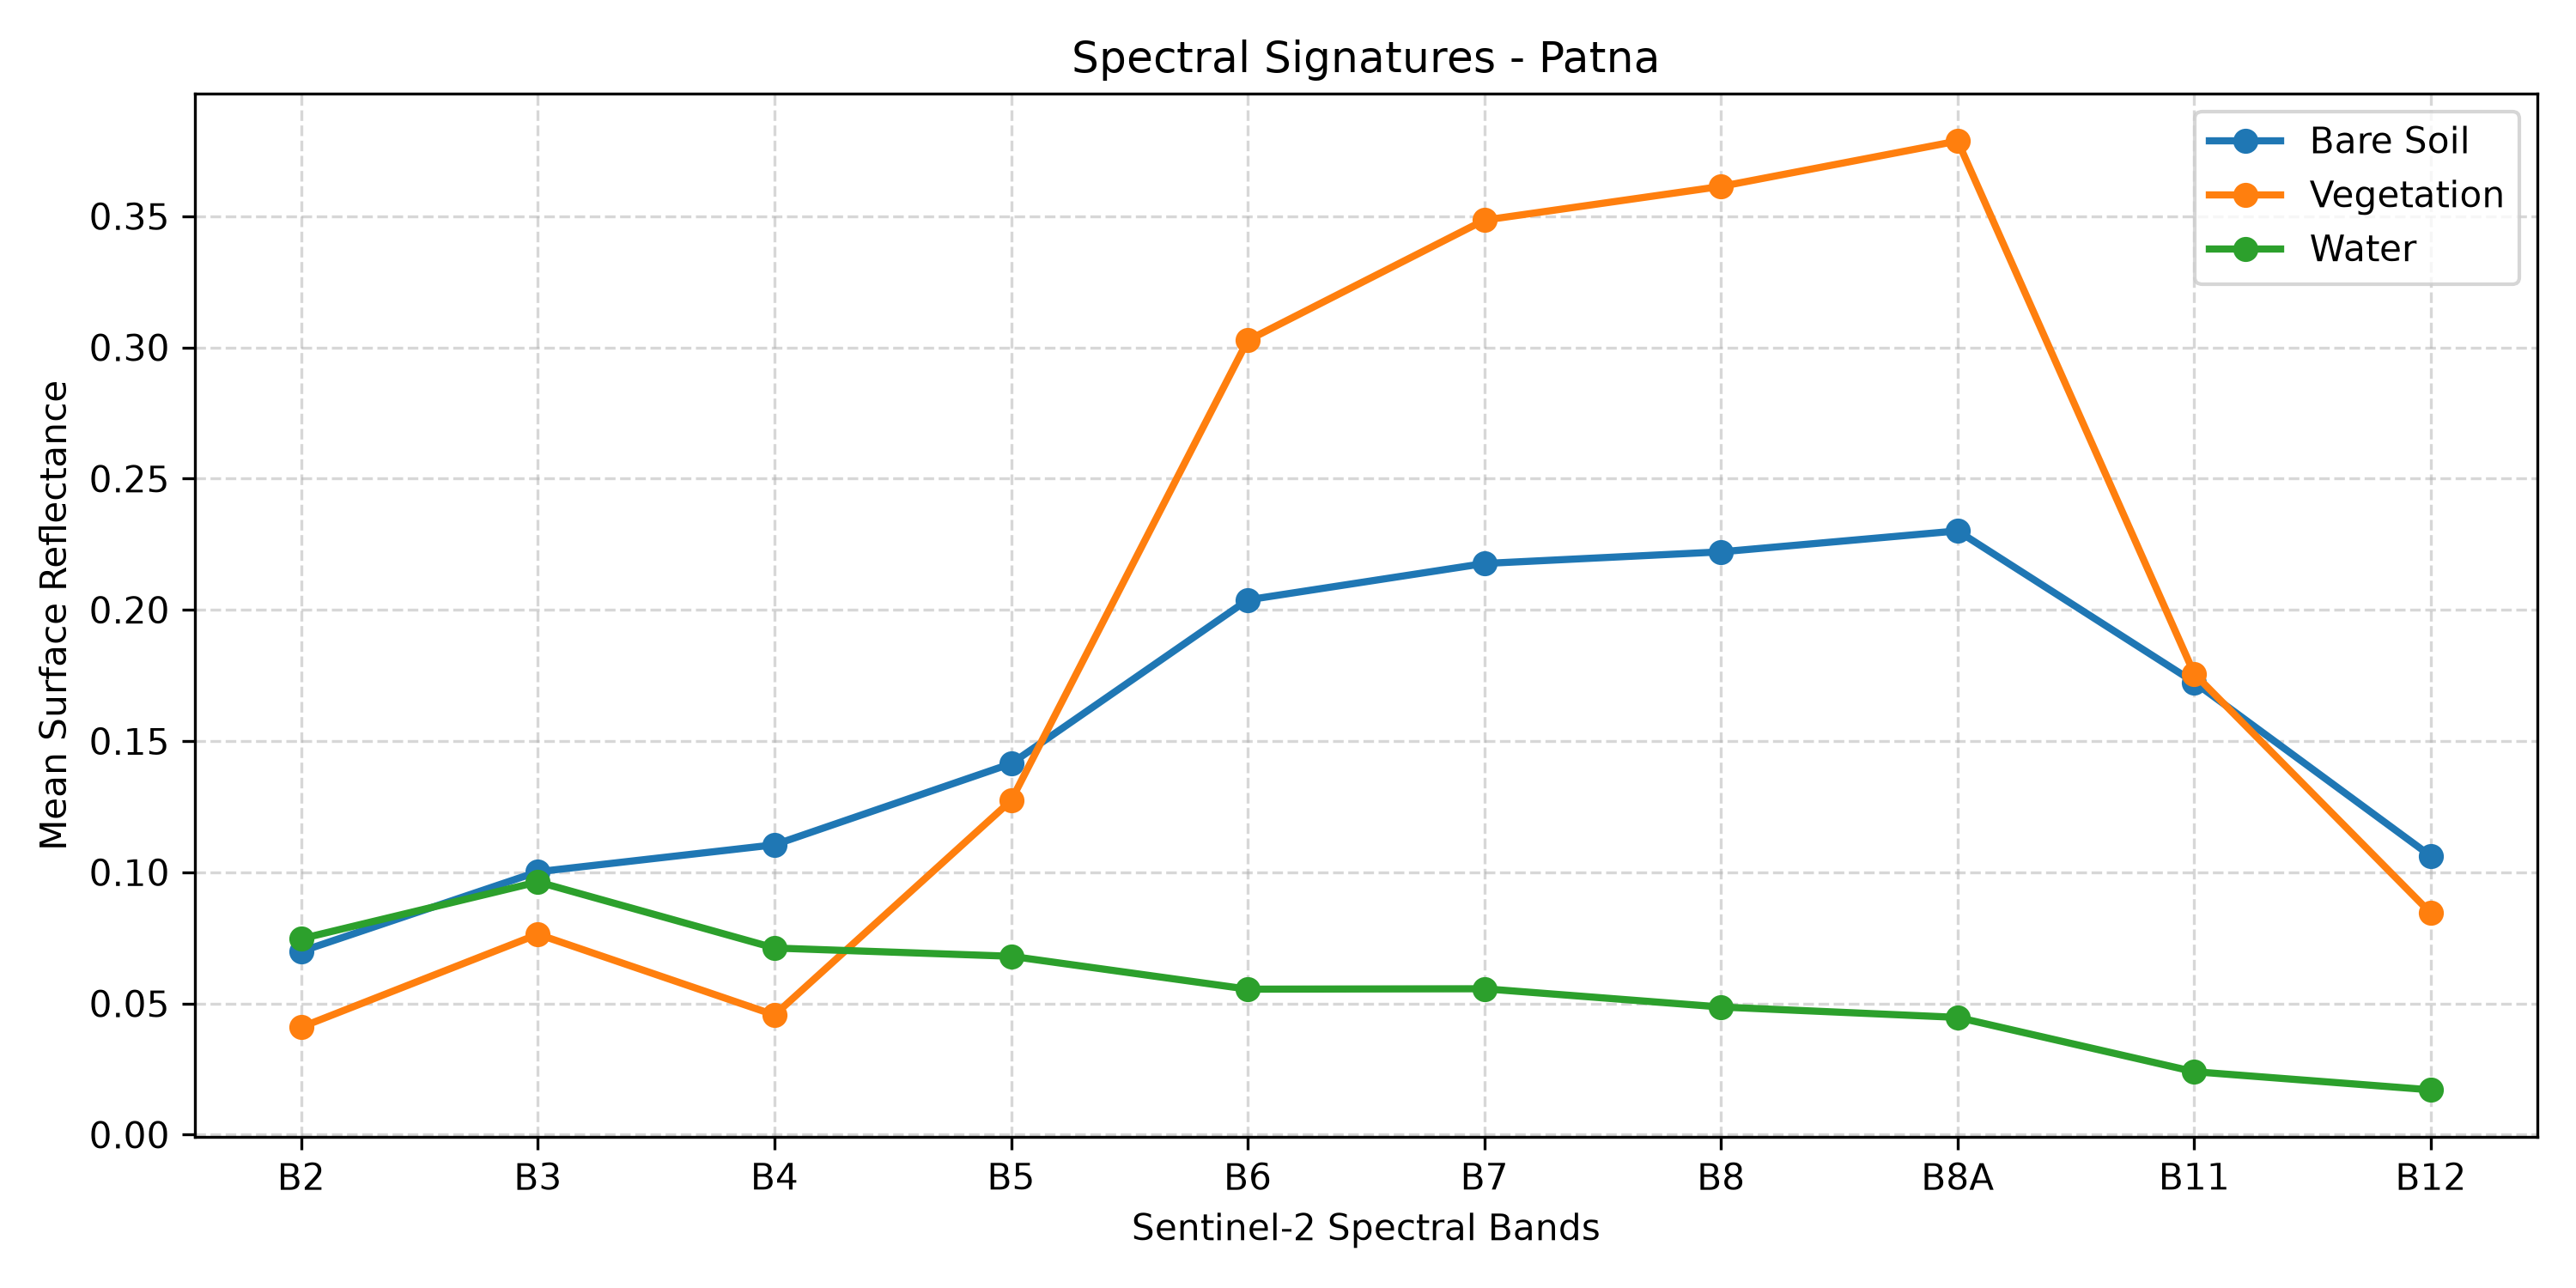 Spectral Signatures - Patna
Bare Soil
Vegetation
Water
Mean Surface Reflectance
0.35
0.30
0.25
0.20
0.15
0.10
0.05
0.00
B2 B3 B4 B5 B6 B7 B8 B8A B11 B12
Sentinel-2 Spectral Bands